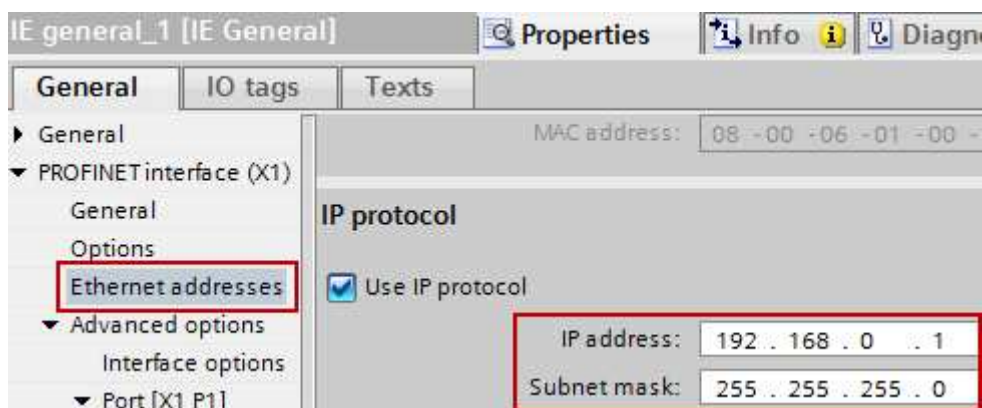 IE general_1 [IE General]
Properties
Info
General
IO tags
Texts
General
PROFINET interface (X1)
General
Options
Ethernet addresses
Advanced options
Interface options
Port [X1 P1]
MAC address: 08 -00 -06 -01 -00 -
IP protocol
Use IP protocol
IP address: 192 . 168 . 0 . 1
Subnet mask: 255 . 255 . 255 . 0